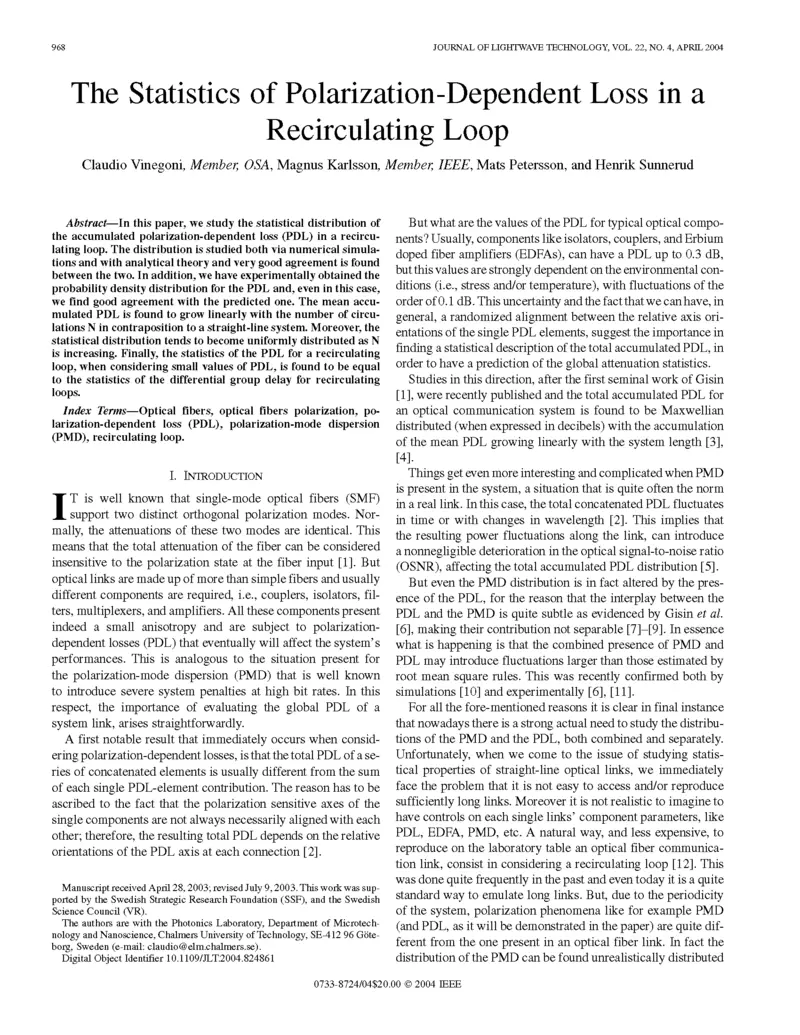 968
JOURNAL OF LIGHTWAVE TECHNOLOGY, VOL. 22, NO. 4, APRIL 2004
The Statistics of Polarization-Dependent Loss in a
Recirculating Loop
Claudio Vinegoni, Member, OSA, Magnus Karlsson, Member, IEEE, Mats Petersson, and Henrik Sunnerud
Abstract—In this paper, we study the statistical distribution of
the accumulated polarization-dependent loss (PDL) in a recircu-
lating loop. The distribution is studied both via numerical simula-
tions and with analytical theory and very good agreement is found
between the two. In addition, we have experimentally obtained the
probability density distribution for the PDL and, even in this case,
we find good agreement with the predicted one. The mean accu-
mulated PDL is found to grow linearly with the number of circu-
lations N in contraposition to a straight-line system. Moreover, the
statistical distribution tends to become uniformly distributed as N
is increasing. Finally, the statistics of the PDL for a recirculating
loop, when considering small values of PDL, is found to be equal
to the statistics of the differential group delay for recirculating
loops.
Index Terms—Optical fibers, optical fibers polarization, po-
larization-dependent loss (PDL), polarization-mode dispersion
(PMD), recirculating loop.
I. INTRODUCTION
IT is well known that single-mode optical fibers (SMF)
support two distinct orthogonal polarization modes. Nor-
mally, the attenuations of these two modes are identical. This
means that the total attenuation of the fiber can be considered
insensitive to the polarization state at the fiber input [1]. But
optical links are made up of more than simple fibers and usually
different components are required, i.e., couplers, isolators, fil-
ters, multiplexers, and amplifiers. All these components present
indeed a small anisotropy and are subject to polarization-
dependent losses (PDL) that eventually will affect the system's
performances. This is analogous to the situation present for
the polarization-mode dispersion (PMD) that is well known
to introduce severe system penalties at high bit rates. In this
respect, the importance of evaluating the global PDL of a
system link, arises straightforwardly.
A first notable result that immediately occurs when consid-
ering polarization-dependent losses, is that the total PDL of a se-
ries of concatenated elements is usually different from the sum
of each single PDL-element contribution. The reason has to be
ascribed to the fact that the polarization sensitive axes of the
single components are not always necessarily aligned with each
other; therefore, the resulting total PDL depends on the relative
orientations of the PDL axis at each connection [2].
Manuscript received April 28, 2003; revised July 9, 2003. This work was sup-
ported by the Swedish Strategic Research Foundation (SSF), and the Swedish
Science Council (VR).
The authors are with the Photonics Laboratory, Department of Microtech-
nology and Nanoscience, Chalmers University of Technology, SE-412 96 Göte-
borg, Sweden (e-mail: claudio@elm.chalmers.se).
Digital Object Identifier 10.1109/JLT.2004.824861
But what are the values of the PDL for typical optical compo-
nents? Usually, components like isolators, couplers, and Erbium
doped fiber amplifiers (EDFAs), can have a PDL up to 0.3 dB,
but this values are strongly dependent on the environmental con-
ditions (i.e., stress and/or temperature), with fluctuations of the
order of 0.1 dB. This uncertainty and the fact that we can have, in
general, a randomized alignment between the relative axis ori-
entations of the single PDL elements, suggest the importance in
finding a statistical description of the total accumulated PDL, in
order to have a prediction of the global attenuation statistics.
Studies in this direction, after the first seminal work of Gisin
[1], were recently published and the total accumulated PDL for
an optical communication system is found to be Maxwellian
distributed (when expressed in decibels) with the accumulation
of the mean PDL growing linearly with the system length [3],
[4].
Things get even more interesting and complicated when PMD
is present in the system, a situation that is quite often the norm
in a real link. In this case, the total concatenated PDL fluctuates
in time or with changes in wavelength [2]. This implies that
the resulting power fluctuations along the link, can introduce
a nonnegligible deterioration in the optical signal-to-noise ratio
(OSNR), affecting the total accumulated PDL distribution [5].
But even the PMD distribution is in fact altered by the pres-
ence of the PDL, for the reason that the interplay between the
PDL and the PMD is quite subtle as evidenced by Gisin et al.
[6], making their contribution not separable [7]–[9]. In essence
what is happening is that the combined presence of PMD and
PDL may introduce fluctuations larger than those estimated by
root mean square rules. This was recently confirmed both by
simulations [10] and experimentally [6], [11].
For all the fore-mentioned reasons it is clear in final instance
that nowadays there is a strong actual need to study the distribu-
tions of the PMD and the PDL, both combined and separately.
Unfortunately, when we come to the issue of studying statis-
tical properties of straight-line optical links, we immediately
face the problem that it is not easy to access and/or reproduce
sufficiently long links. Moreover it is not realistic to imagine to
have controls on each single links' component parameters, like
PDL, EDFA, PMD, etc. A natural way, and less expensive, to
reproduce on the laboratory table an optical fiber communica-
tion link, consist in considering a recirculating loop [12]. This
was done quite frequently in the past and even today it is a quite
standard way to emulate long links. But, due to the periodicity
of the system, polarization phenomena like for example PMD
(and PDL, as it will be demonstrated in the paper) are quite dif-
ferent from the one present in an optical fiber link. In fact the
distribution of the PMD can be found unrealistically distributed
0733-8724/04$20.00 © 2004 IEEE